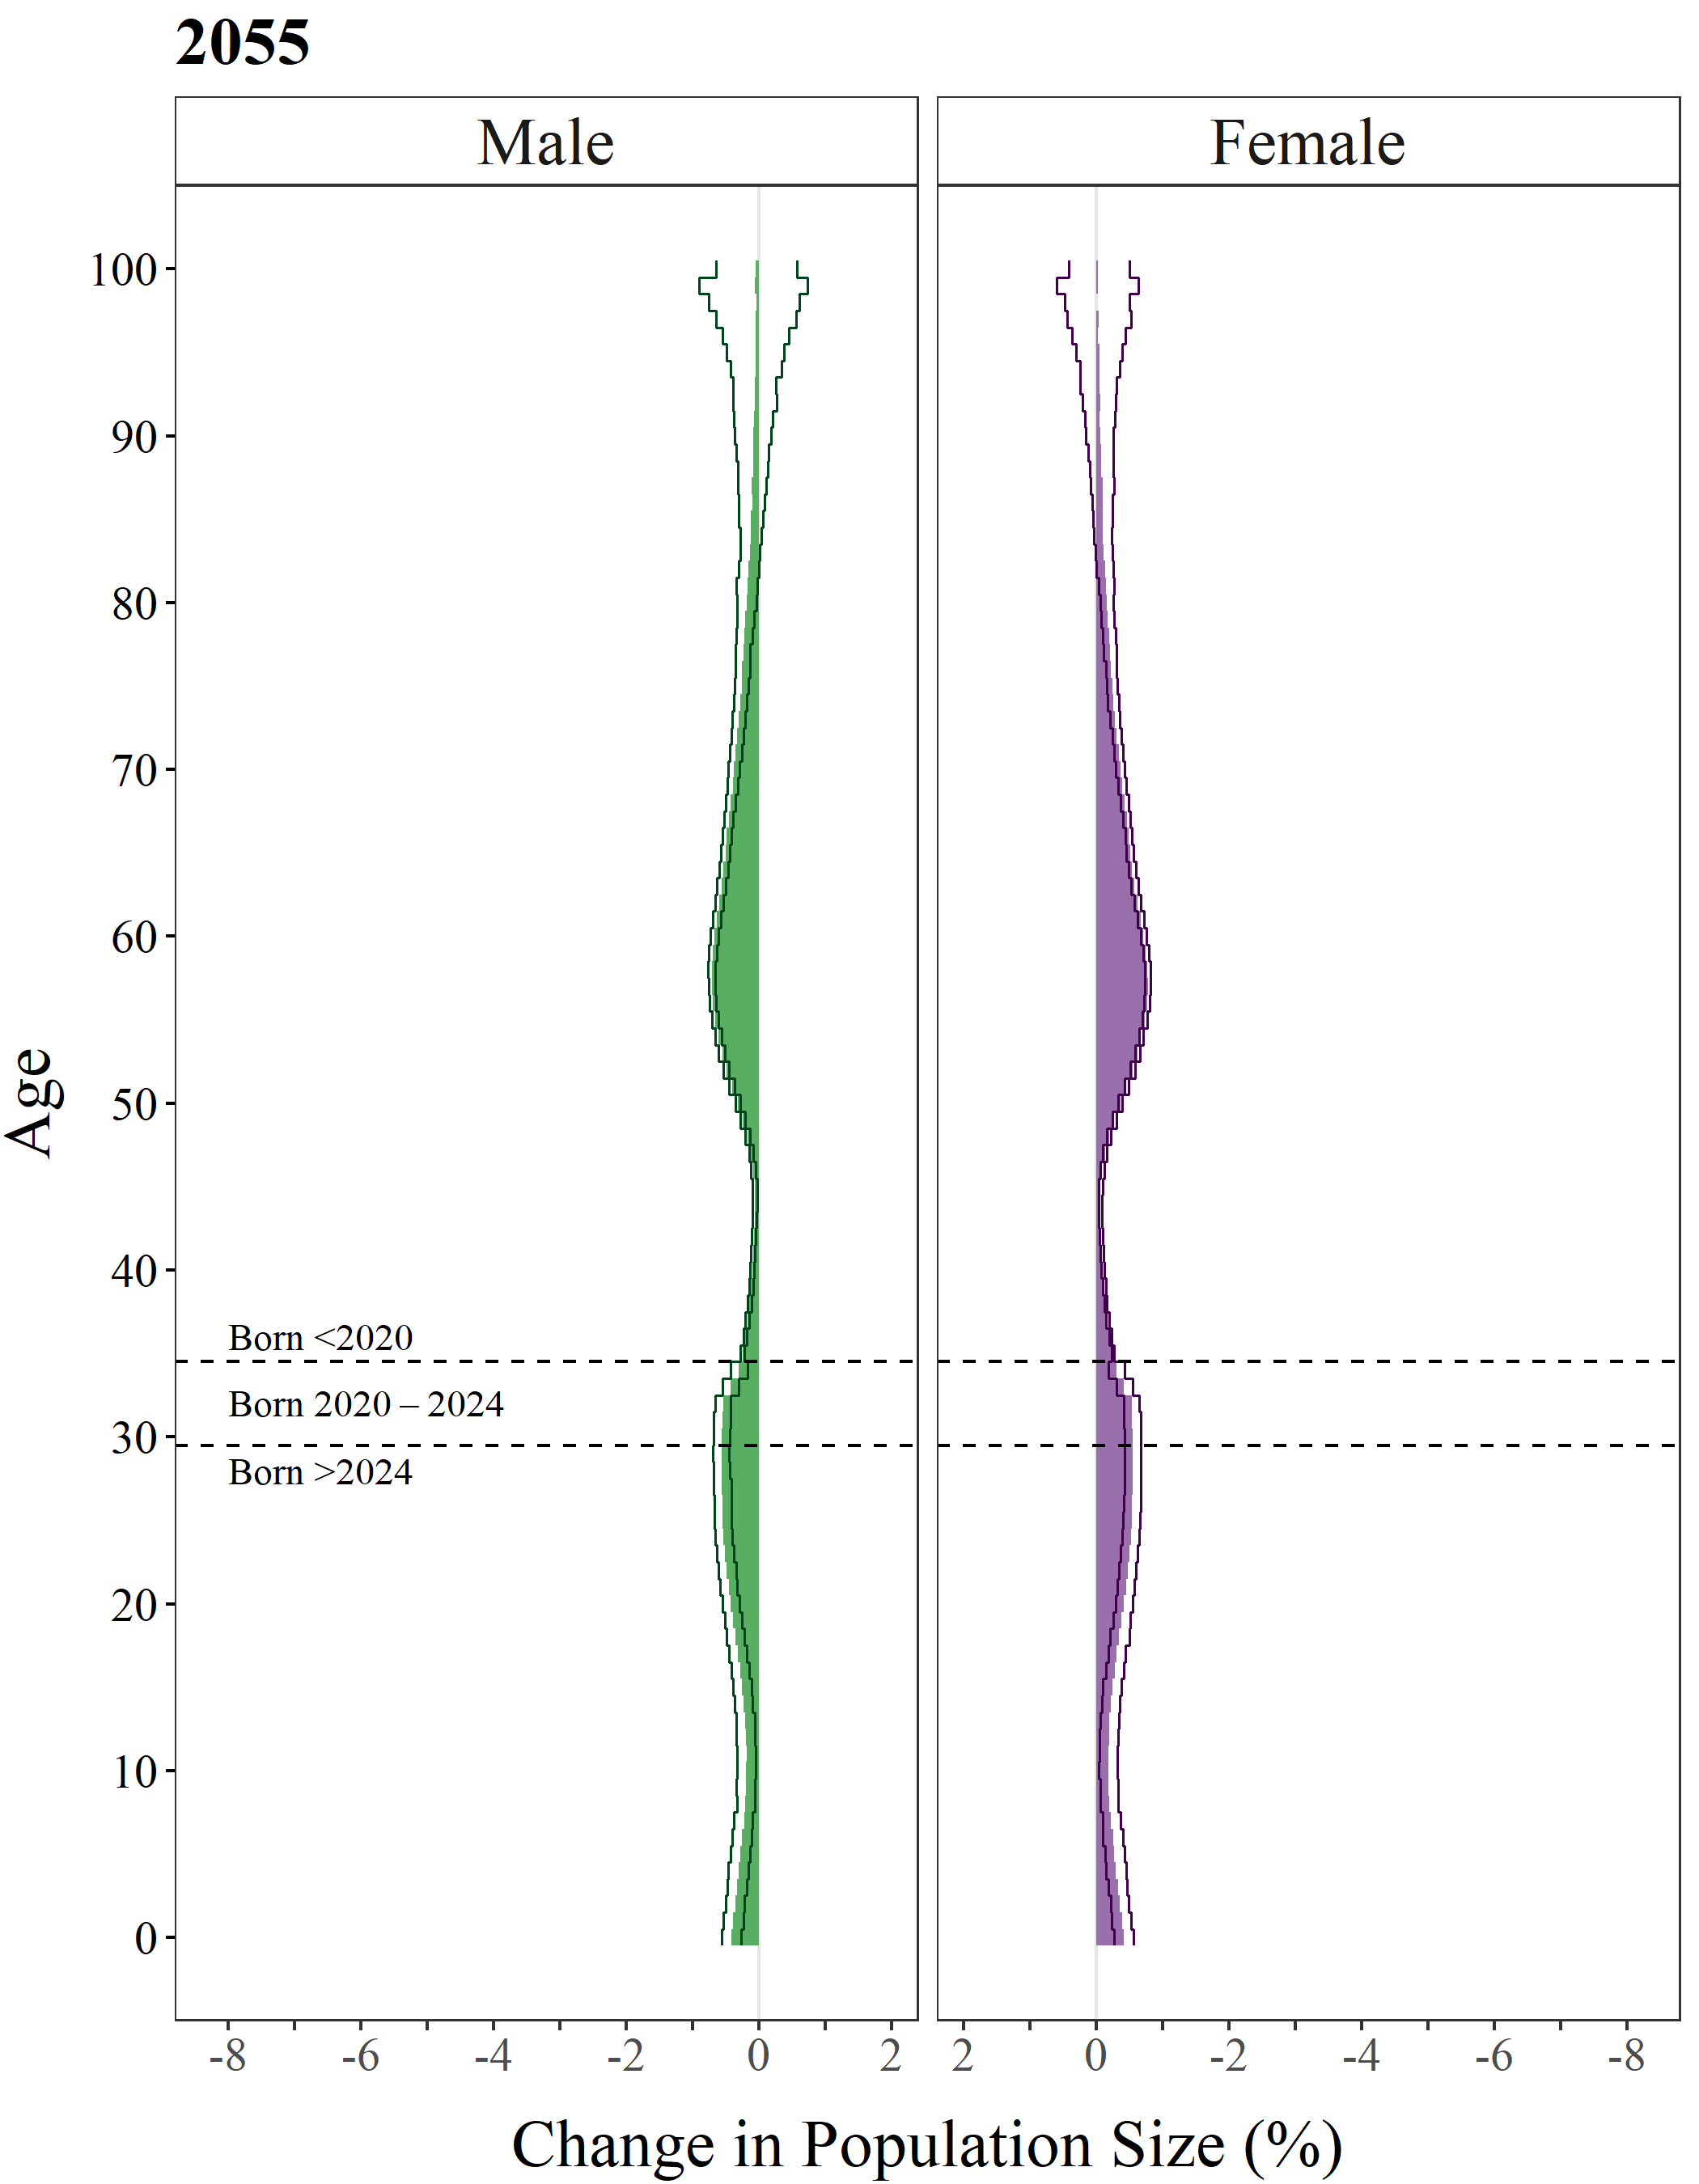 2055
Male Female
100
90
80
70
60
50
40
30
20
10
0
Age
Born <2020
Born 2020 – 2024
Born >2024
-8 -6 -4 -2 0 2 2 0 -2 -4 -6 -8
Change in Population Size (%)